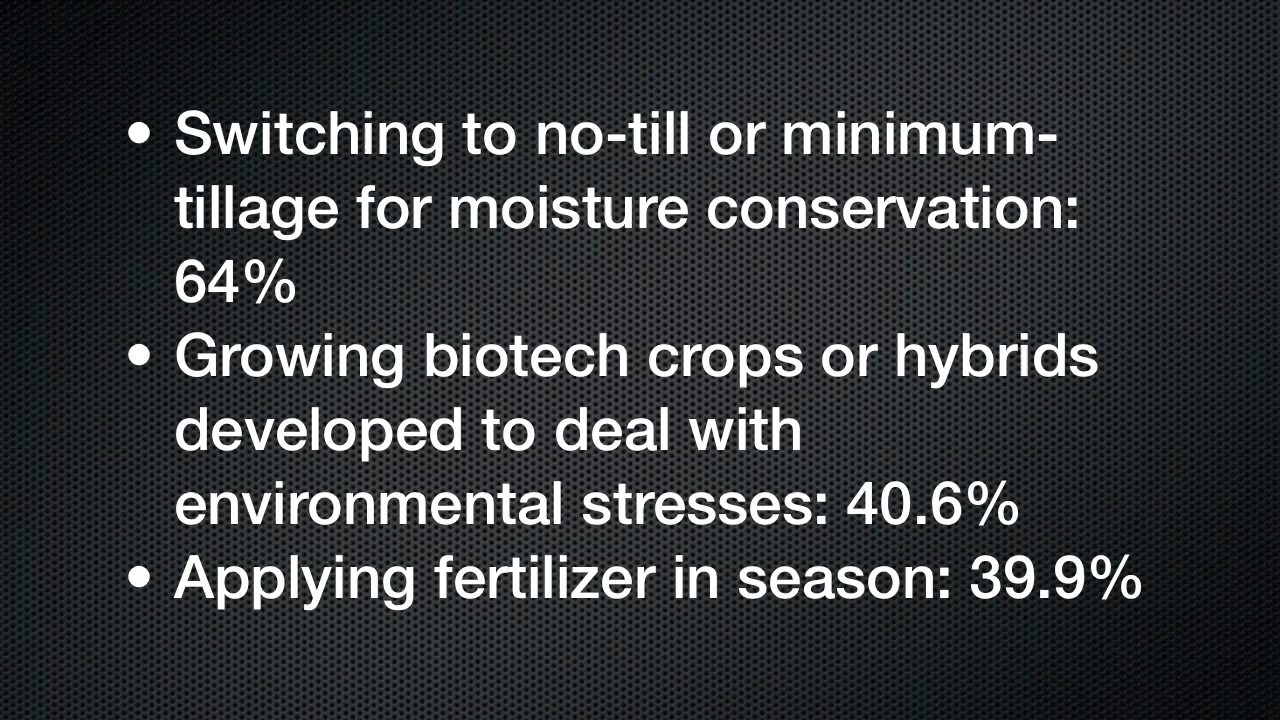 • Switching to no-till or minimum-
tillage for moisture conservation:
64%
• Growing biotech crops or hybrids
developed to deal with
environmental stresses: 40.6%
• Applying fertilizer in season: 39.9%